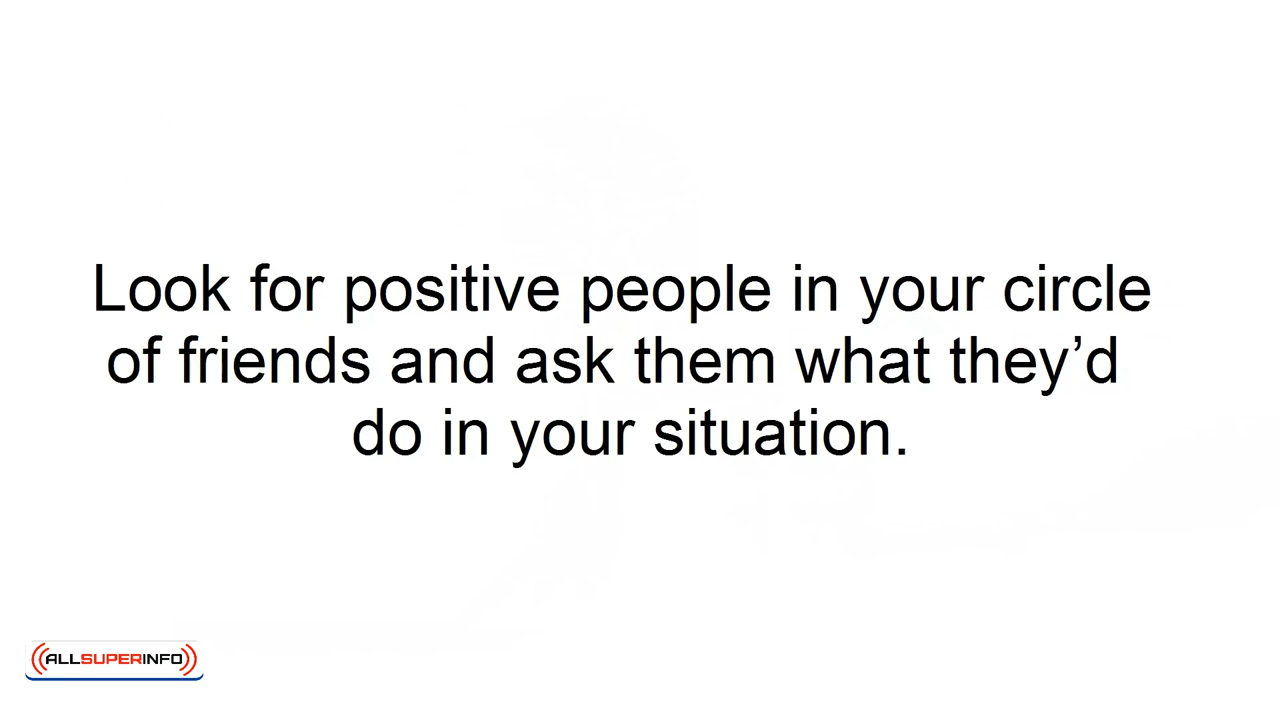 Look for positive people in your circle
of friends and ask them what they’d
do in your situation.
ALLSUPERINFO